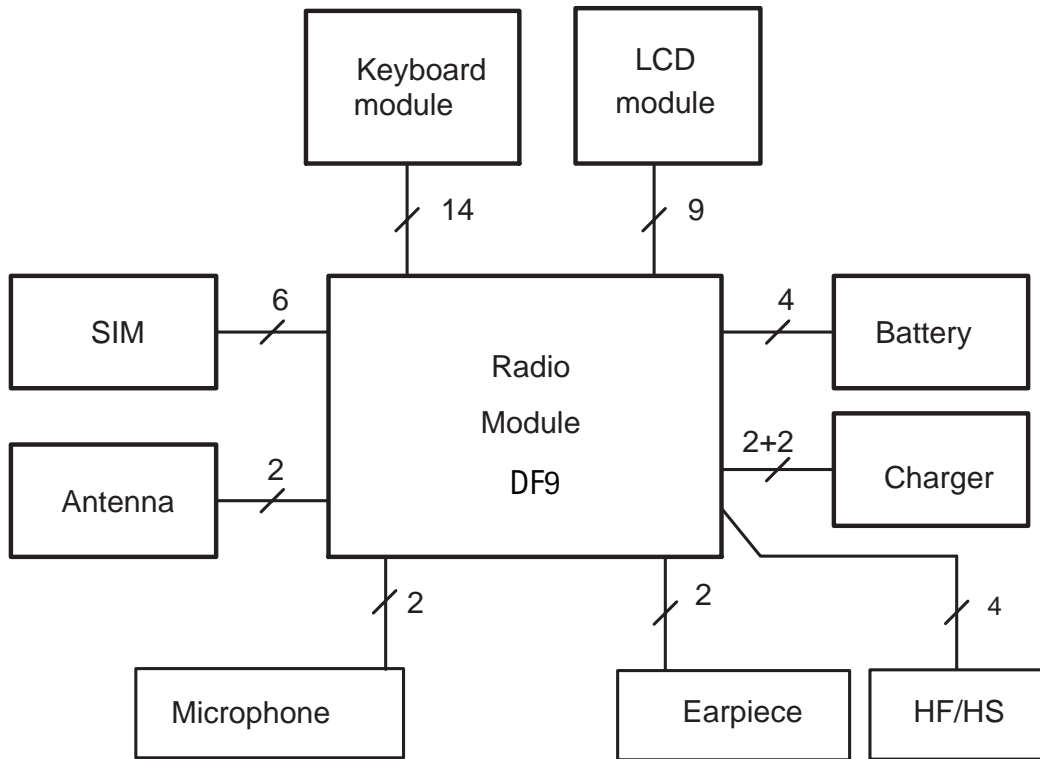 Keyboard
module
LCD
module
14
9
SIM
6
Radio
Module
DF9
4
Battery
Antenna
2
2+2
Charger
2
2
4
Microphone
Earpiece
HF/HS